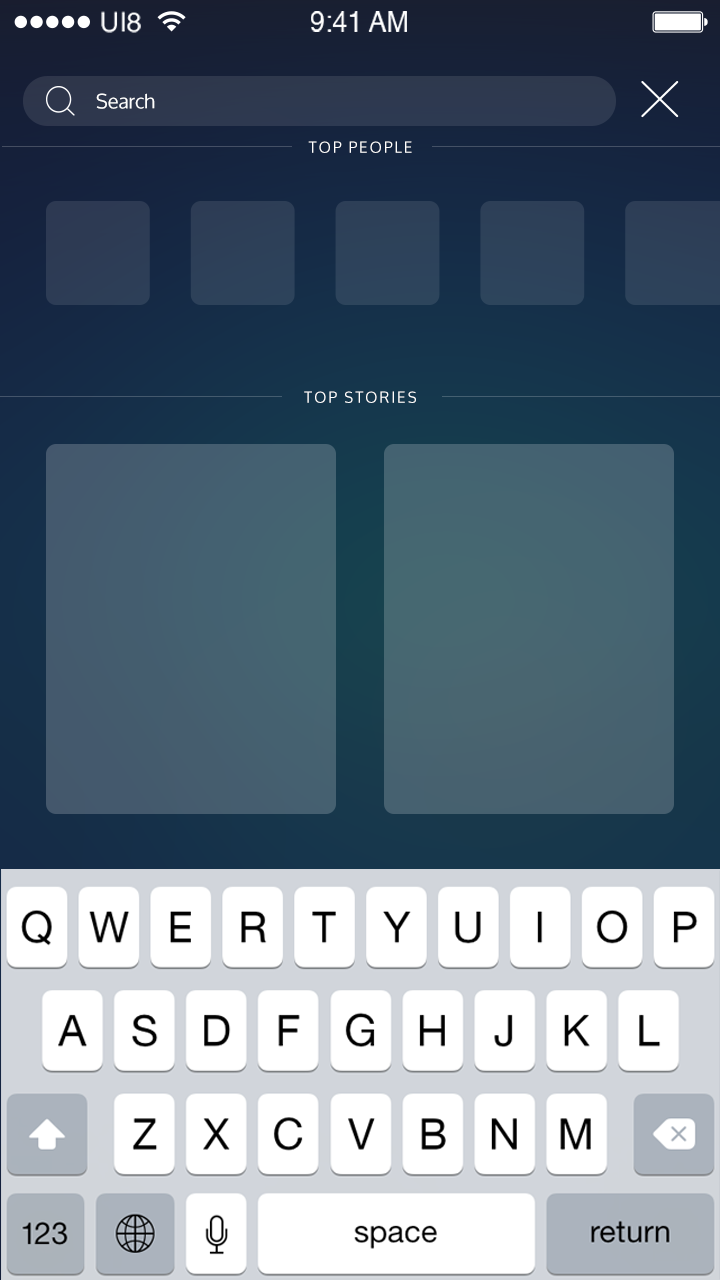 UI8 9:41 AM
Search
TOP PEOPLE
TOP STORIES
Q W E R T Y U I O P
A S D F G H J K L
Z X C V B N M
123 space return